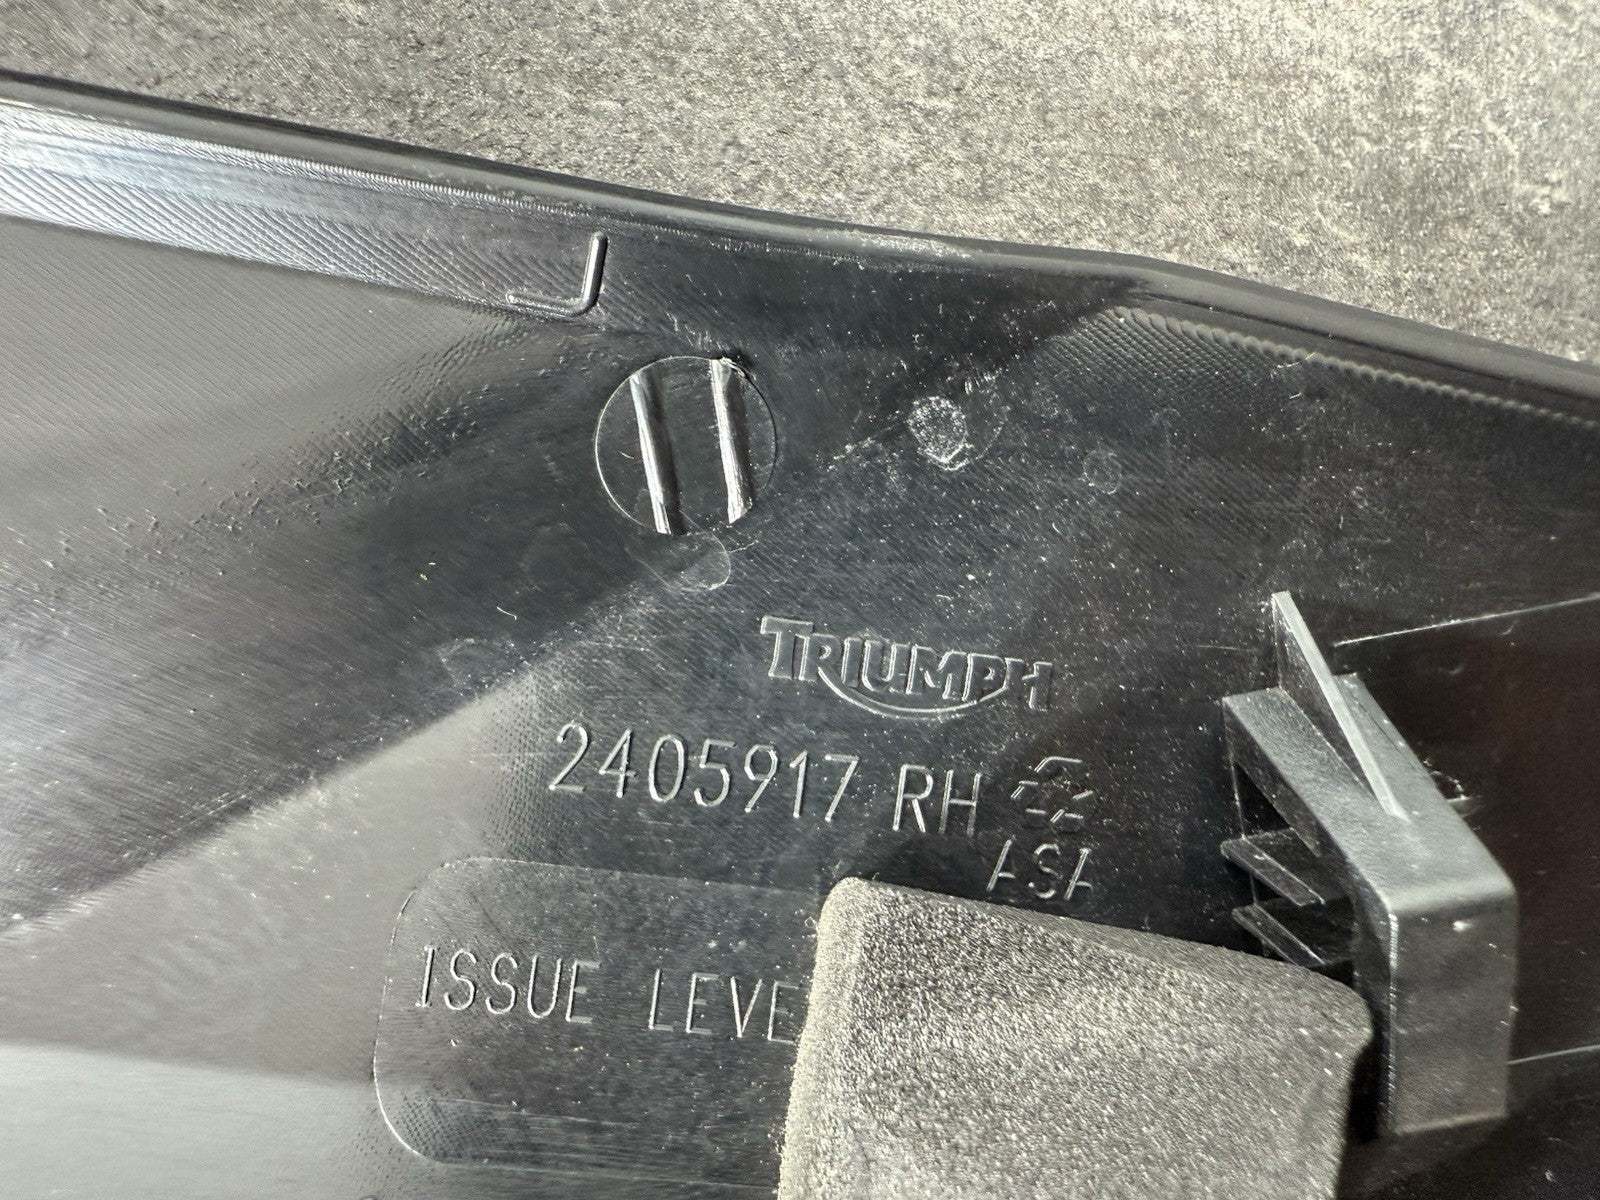 TRIUMPH
2405917 RH
ASA
ISSUE LEVE